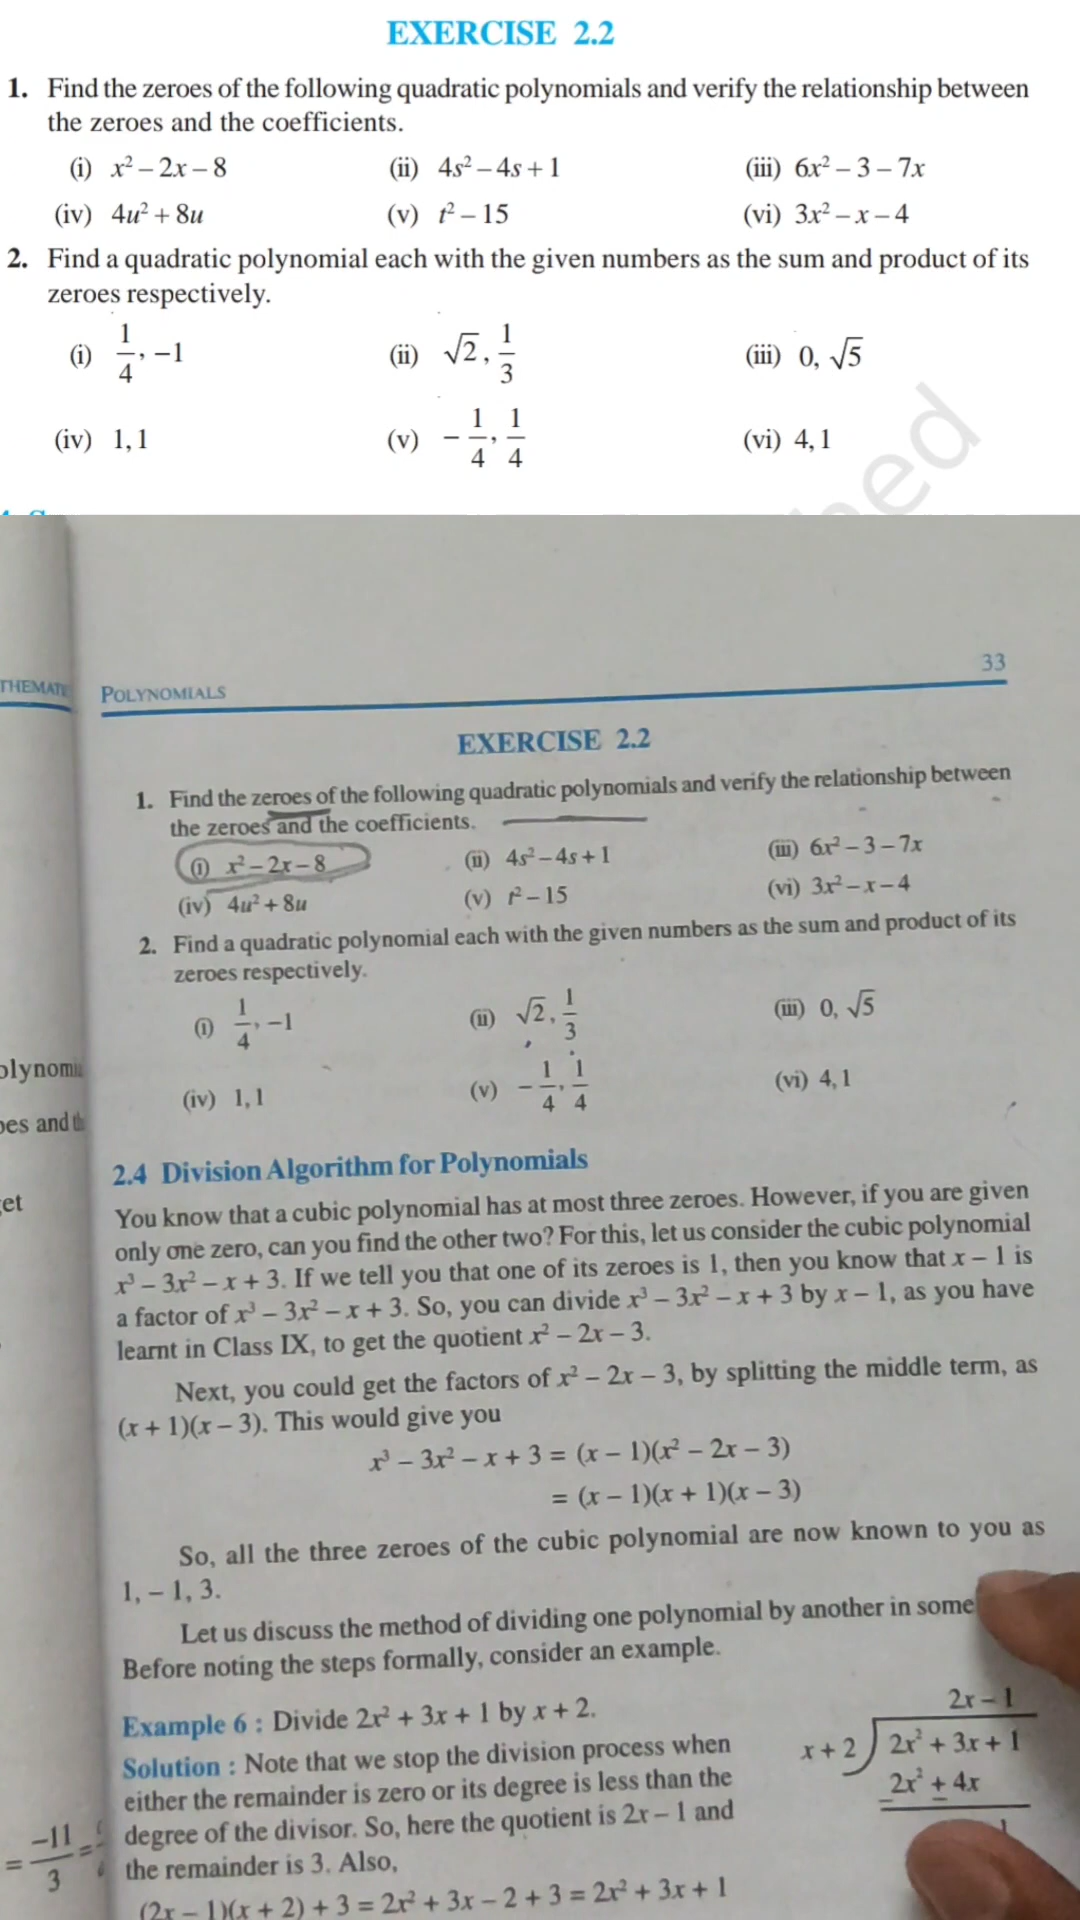 EXERCISE 2.2
1. Find the zeroes of the following quadratic polynomials and verify the relationship between
the zeroes and the coefficients.
(i) x² – 2x – 8 (ii) 4s² – 4s + 1 (iii) 6x² – 3 – 7x
(iv) 4u² + 8u (v) t² – 15 (vi) 3x² – x – 4
2. Find a quadratic polynomial each with the given numbers as the sum and product of its
zeroes respectively.
(i) 1/4, –1 (ii) √2, 1/3 (iii) 0, √5
(iv) 1, 1 (v) –1/4, 1/4 (vi) 4, 1
hed
THEMATI
POLYNOMIALS 33
EXERCISE 2.2
1. Find the zeroes of the following quadratic polynomials and verify the relationship between
the zeroes and the coefficients.
(i) x² – 2x – 8 (ii) 4s² – 4s + 1 (iii) 6x² – 3 – 7x
(iv) 4u² + 8u (v) t² – 15 (vi) 3x² – x – 4
2. Find a quadratic polynomial each with the given numbers as the sum and product of its
zeroes respectively.
(i) 1/4, –1 (ii) √2, 1/3 (iii) 0, √5
(iv) 1, 1 (v) –1/4, 1/4 (vi) 4, 1
2.4 Division Algorithm for Polynomials
You know that a cubic polynomial has at most three zeroes. However, if you are given
only one zero, can you find the other two? For this, let us consider the cubic polynomial
x³ – 3x² – x + 3. If we tell you that one of its zeroes is 1, then you know that x – 1 is
a factor of x³ – 3x² – x + 3. So, you can divide x³ – 3x² – x + 3 by x – 1, as you have
learnt in Class IX, to get the quotient x² – 2x – 3.
Next, you could get the factors of x² – 2x – 3, by splitting the middle term, as
(x + 1)(x – 3). This would give you
x³ – 3x² – x + 3 = (x – 1)(x² – 2x – 3)
= (x – 1)(x + 1)(x – 3)
So, all the three zeroes of the cubic polynomial are now known to you as
1, – 1, 3.
Let us discuss the method of dividing one polynomial by another in some
Before noting the steps formally, consider an example.
Example 6 : Divide 2x² + 3x + 1 by x + 2.
Solution : Note that we stop the division process when
either the remainder is zero or its degree is less than the
degree of the divisor. So, here the quotient is 2x – 1 and
the remainder is 3. Also,
(2x – 1)(x + 2) + 3 = 2x² + 3x – 2 + 3 = 2x² + 3x + 1
2x – 1
x + 2 ) 2x² + 3x + 1
2x² + 4x
olynomia
oes and th
get
= –11/3 =